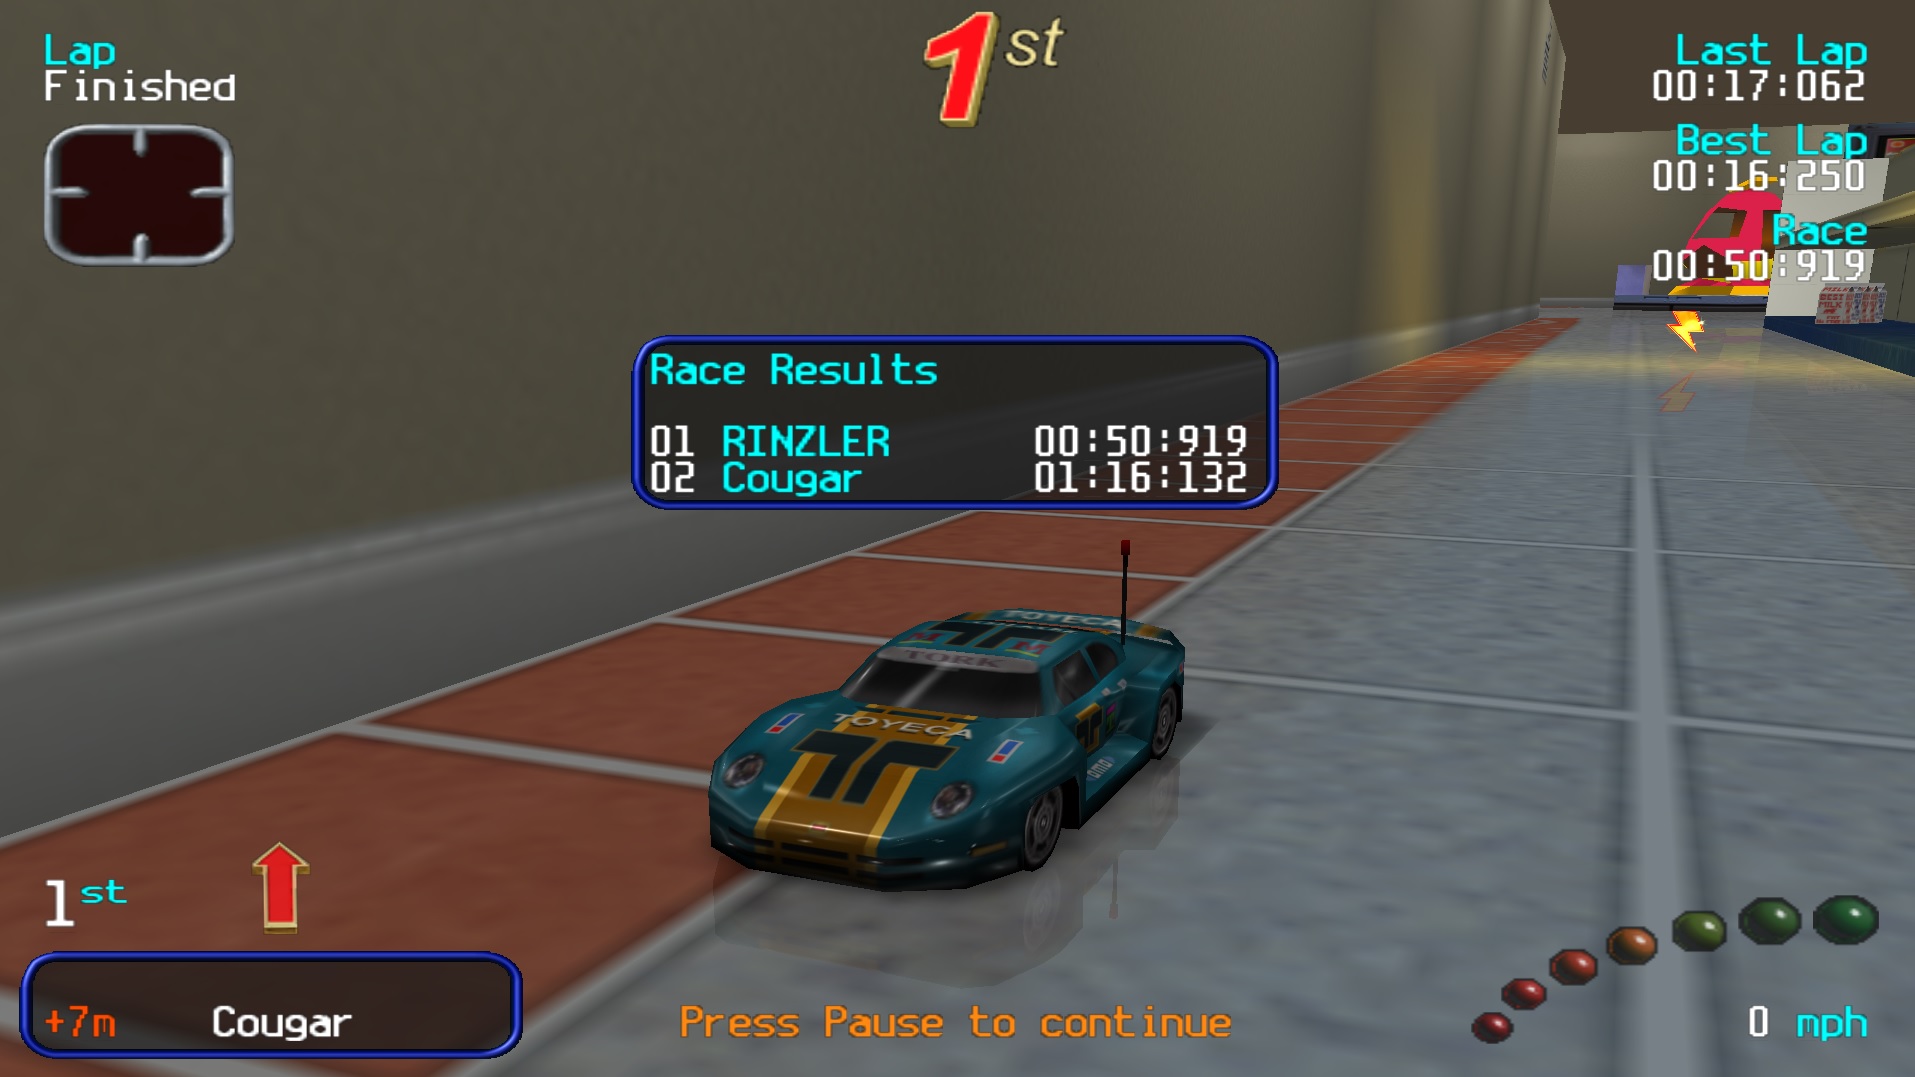 Lap
Finished
1st
Last Lap
00:17:062
Best Lap
00:16:250
Race
00:50:919
Race Results
01 RINZLER 00:50:919
02 Cougar 01:16:132
TOYECA
TORK
TOYECA
1st
+7m Cougar
Press Pause to continue
0 mph